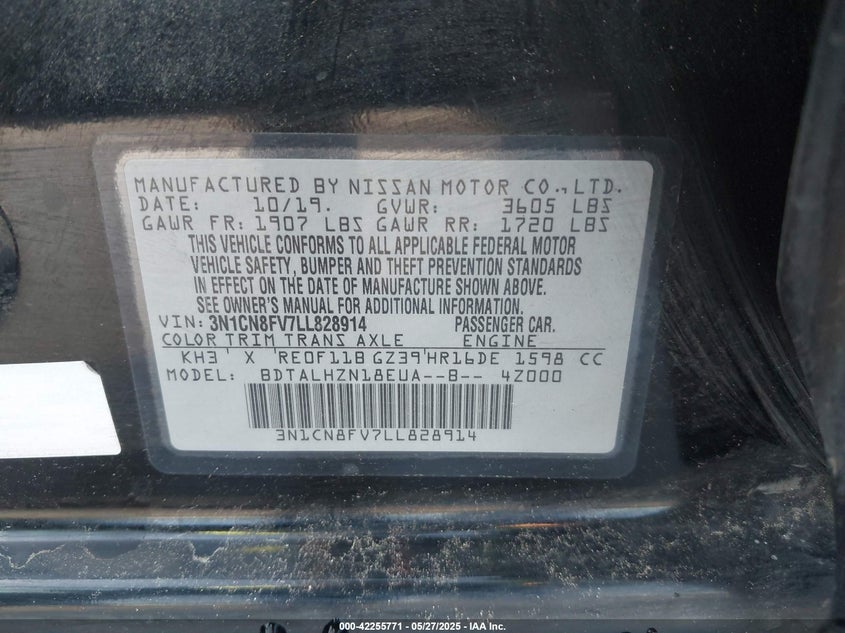 MANUFACTURED BY NISSAN MOTOR CO.,LTD.
DATE: 10/19. GVWR: 3605 LBS
GAWR FR: 1907 LBS GAWR RR: 1720 LBS
THIS VEHICLE CONFORMS TO ALL APPLICABLE FEDERAL MOTOR
VEHICLE SAFETY, BUMPER AND THEFT PREVENTION STANDARDS
IN EFFECT ON THE DATE OF MANUFACTURE SHOWN ABOVE.
SEE OWNER'S MANUAL FOR ADDITIONAL INFORMATION.
VIN: 3N1CN8FV7LL828914 PASSENGER CAR.
COLOR TRIM TRANS AXLE ENGINE
KH3' X 'RE0F11B GZ39'HR16DE 1598 CC
MODEL: BDTALHZN18EUA--B-- 4Z000
3N1CN8FV7LL828914
000-42255771 - 05/27/2025 - IAA Inc.